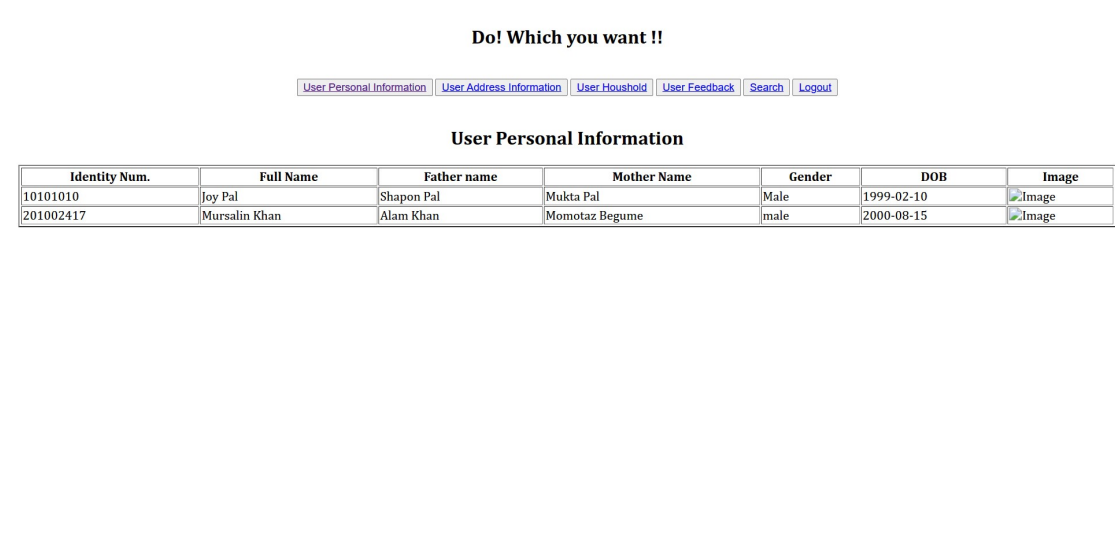 Do! Which you want !!
User Personal Information User Address Information User Houshold User Feedback Search Logout
User Personal Information
Identity Num. Full Name Father name Mother Name Gender DOB Image
10101010 Joy Pal Shapon Pal Mukta Pal Male 1999-02-10 Image
201002417 Mursalin Khan Alam Khan Momotaz Begume male 2000-08-15 Image